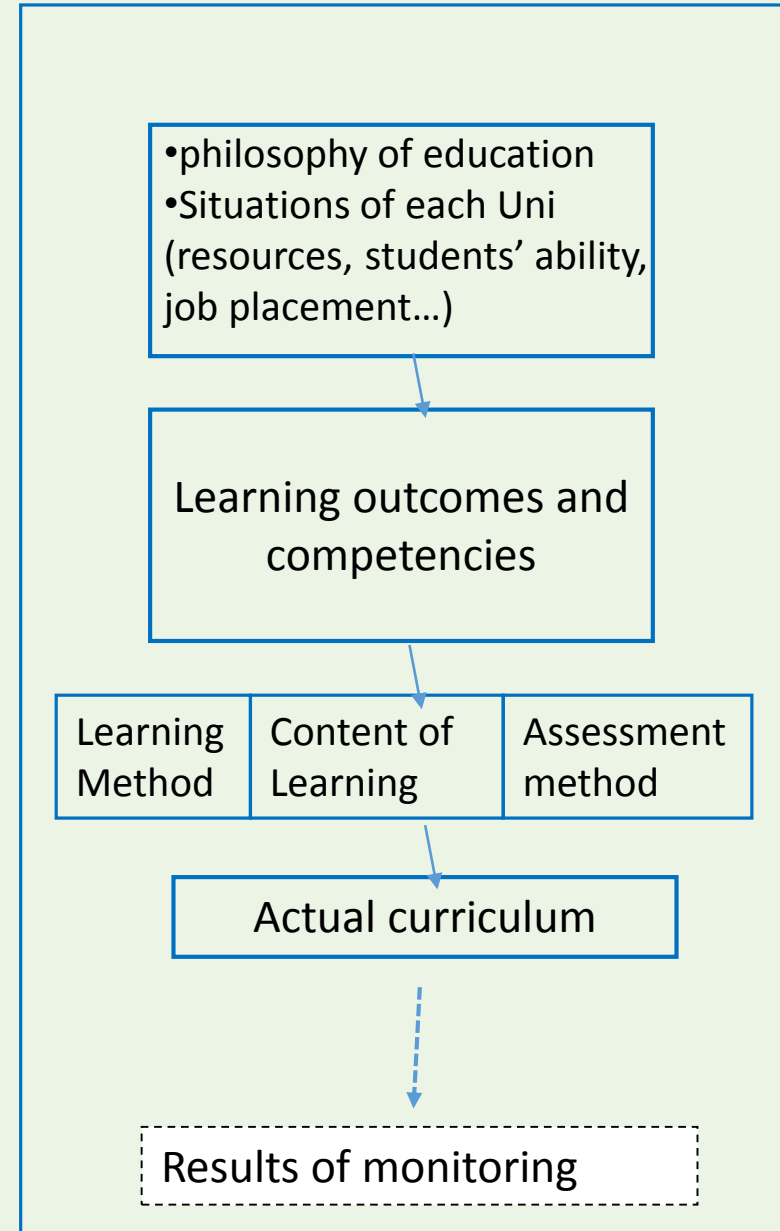 •philosophy of education
•Situations of each Uni
(resources, students’ ability,
job placement…)
Learning outcomes and
competencies
Learning
Method
Content of
Learning
Assessment
method
Actual curriculum
Results of monitoring